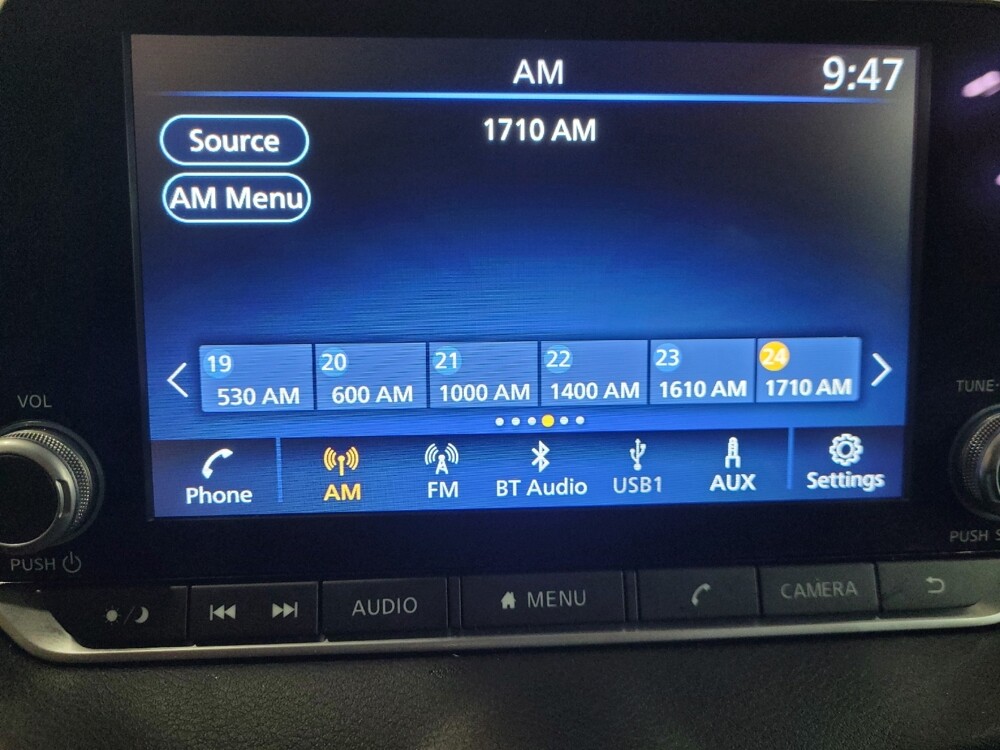 AM
9:47
Source
1710 AM
AM Menu
19
20
21
22
23
24
530 AM
600 AM
1000 AM
1400 AM
1610 AM
1710 AM
VOL
TUNE
Phone
AM
FM
BT Audio
USB1
AUX
Settings
PUSH
PUSH
AUDIO
MENU
CAMERA